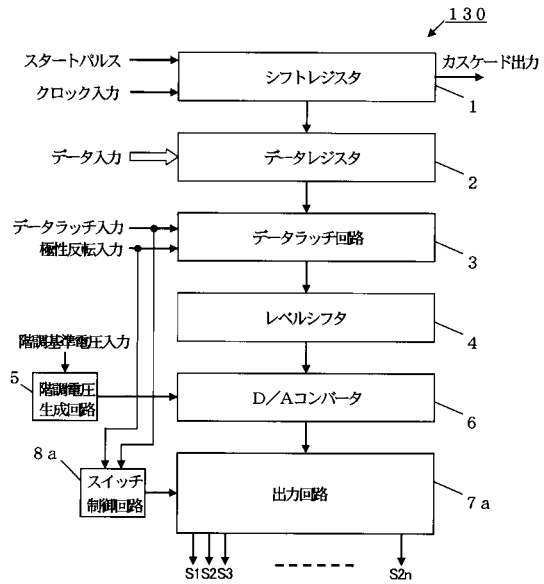 130
スタートパルス
クロック入力
シフトレジスタ
カスケード出力
1
データ入力
データレジスタ
2
データラッチ入力
極性反転入力
データラッチ回路
3
レベルシフタ
4
階調基準電圧入力
5
階調電圧
生成回路
D/Aコンバータ
6
8a
スイッチ
制御回路
出力回路
7a
S1 S2 S3 S2n